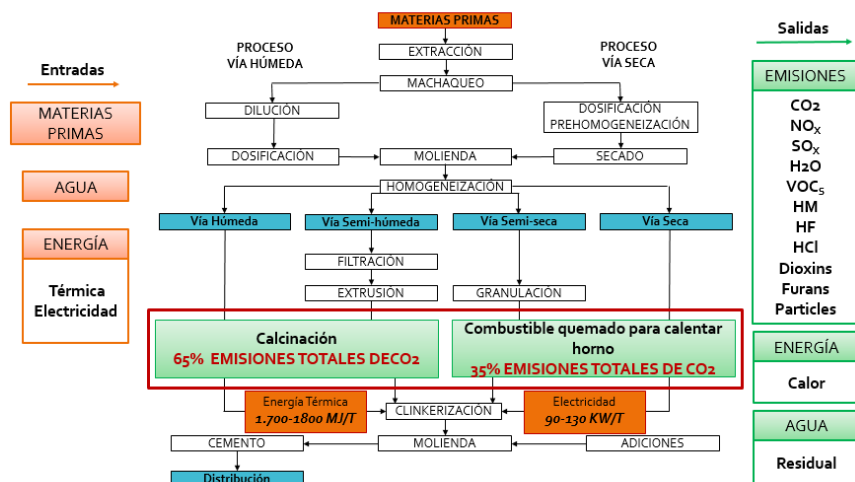 MATERIAS PRIMAS
Salidas
PROCESO
VÍA HÚMEDA
EXTRACCIÓN
PROCESO
VÍA SECA
Entradas
MACHAQUEO
EMISIONES
MATERIAS
PRIMAS
DILUCIÓN
DOSIFICACIÓN
PREHOMOGENEIZACIÓN
CO2
NOX
SOX
H2O
VOCS
HM
HF
HCl
Dioxins
Furans
Particles
DOSIFICACIÓN
MOLIENDA
SECADO
AGUA
HOMOGENEIZACIÓN
Vía Húmeda
Vía Semi-húmeda
Vía Semi-seca
Vía Seca
ENERGÍA
Térmica
Electricidad
FILTRACIÓN
EXTRUSIÓN
GRANULACIÓN
Calcinación
65% EMISIONES TOTALES DECO2
Combustible quemado para calentar
horno
35% EMISIONES TOTALES DE CO2
ENERGÍA
Calor
Energía Térmica
1.700-1800 MJ/T
CLINKERIZACIÓN
Electricidad
90-130 KW/T
CEMENTO
MOLIENDA
ADICIONES
AGUA
Residual
Distribución